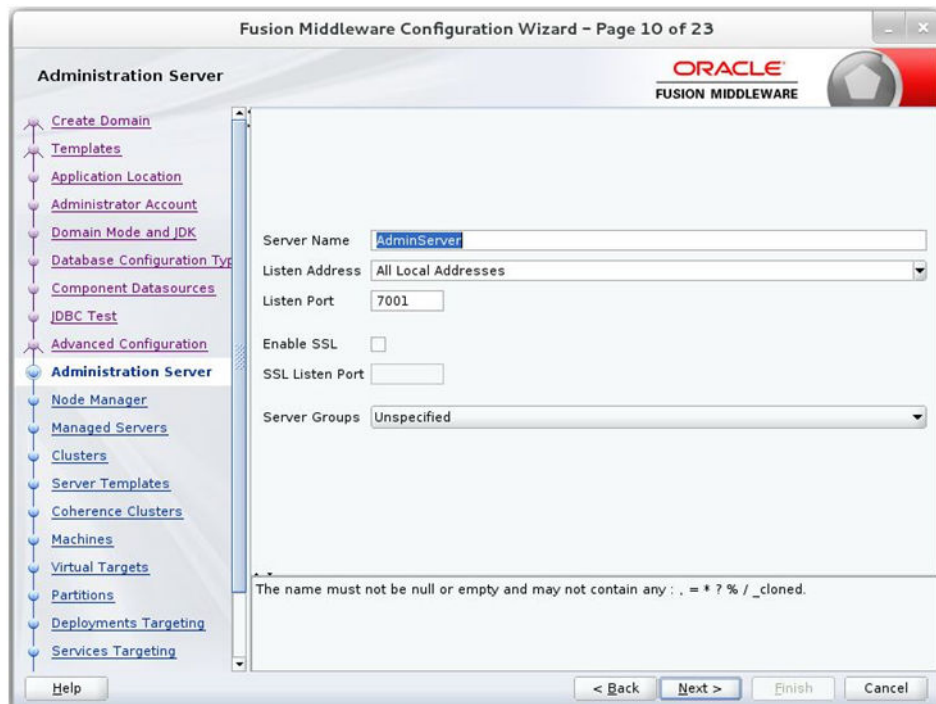 Fusion Middleware Configuration Wizard - Page 10 of 23
Administration Server
ORACLE
FUSION MIDDLEWARE
Create Domain
Templates
Application Location
Administrator Account
Domain Mode and JDK
Database Configuration Typ
Component Datasources
JDBC Test
Advanced Configuration
Administration Server
Node Manager
Managed Servers
Clusters
Server Templates
Coherence Clusters
Machines
Virtual Targets
Partitions
Deployments Targeting
Services Targeting
Server Name AdminServer
Listen Address All Local Addresses
Listen Port 7001
Enable SSL
SSL Listen Port
Server Groups Unspecified
The name must not be null or empty and may not contain any : , = * ? % / _cloned.
Help
< Back Next > Finish Cancel